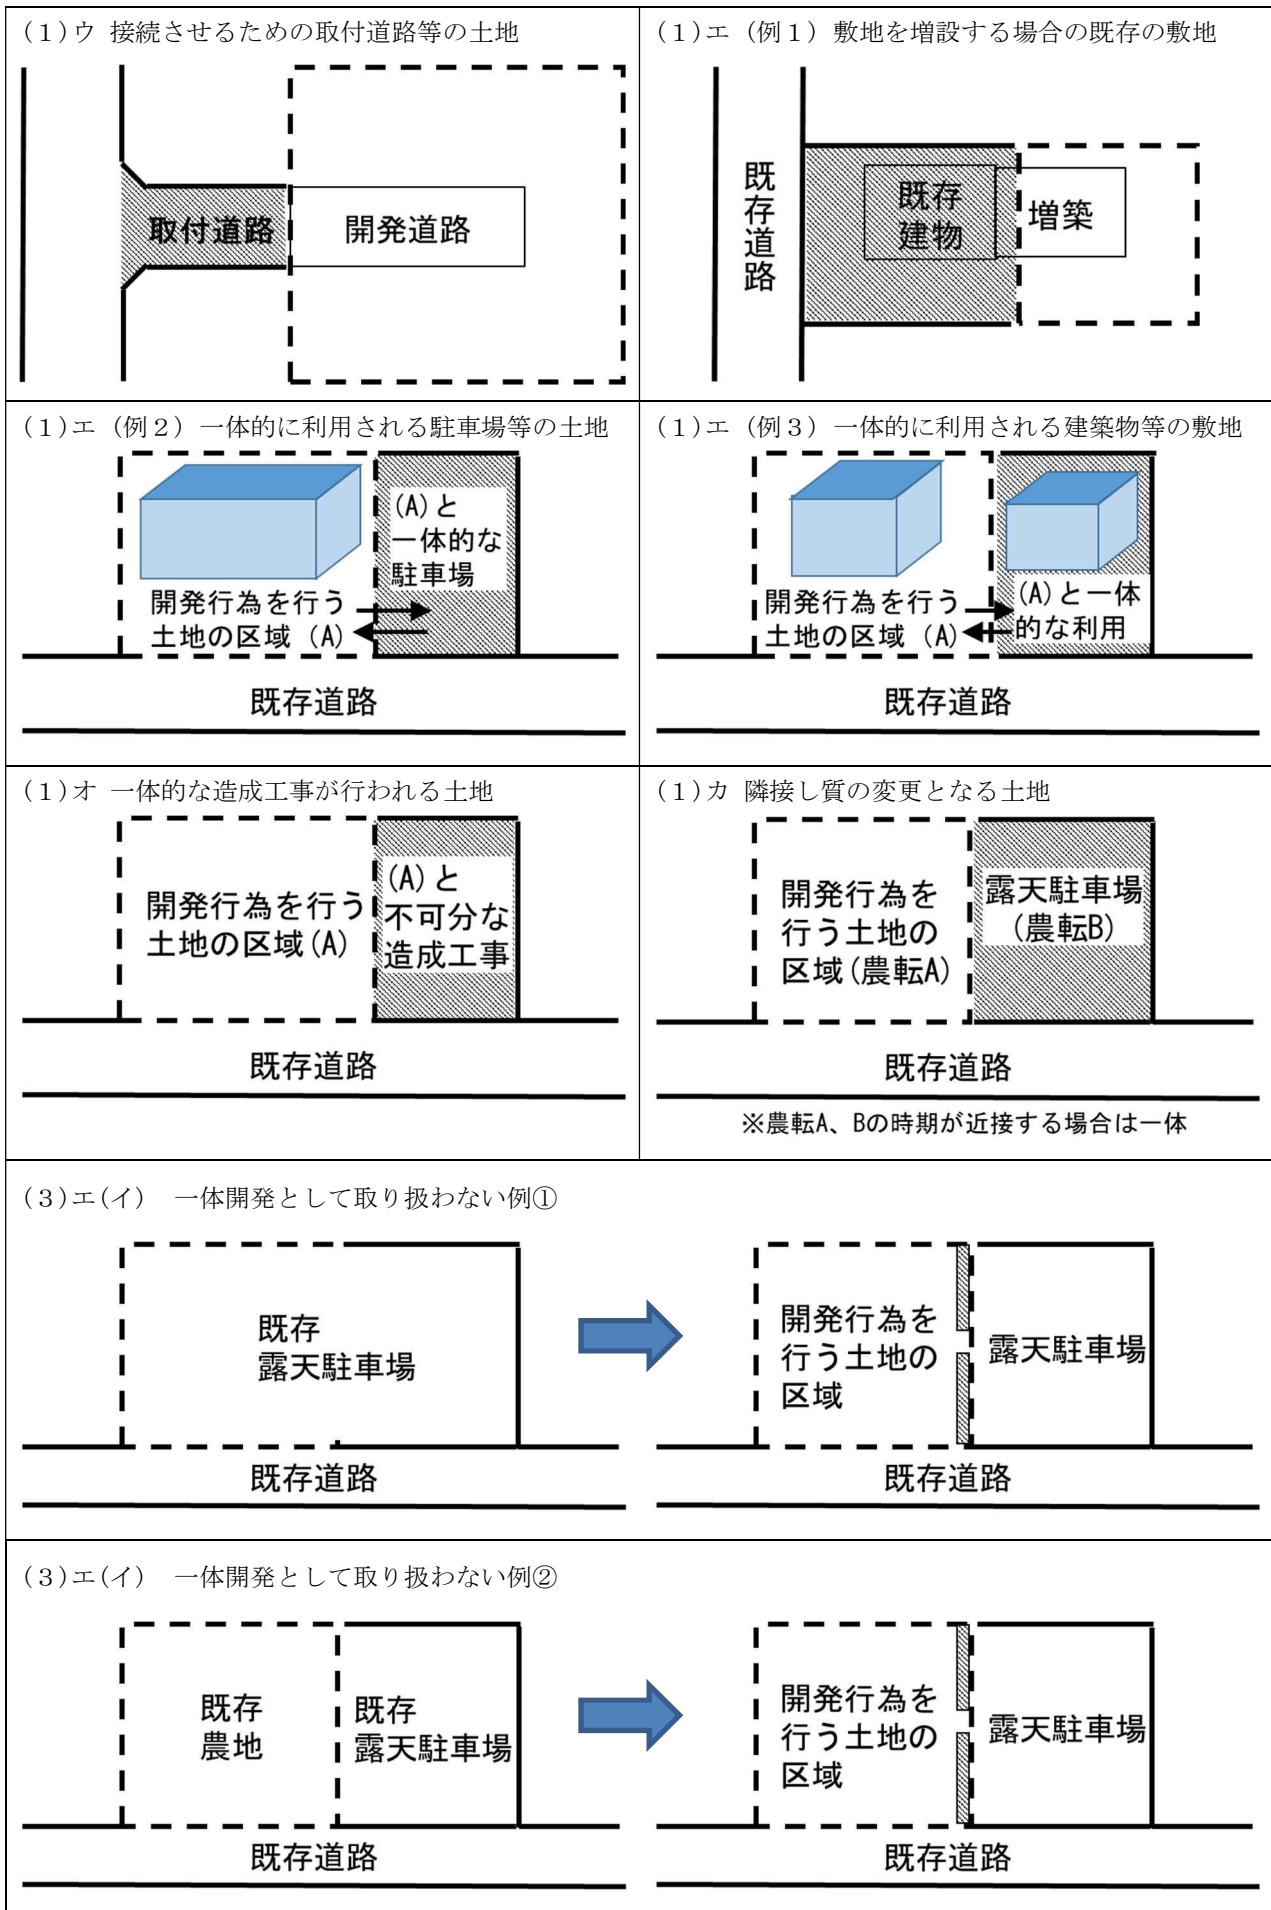 (1)ウ 接続させるための取付道路等の土地
取付道路
開発道路
(1)エ (例1) 敷地を増設する場合の既存の敷地
既存道路
既存
建物
増築
(1)エ (例2) 一体的に利用される駐車場等の土地
(A)と
一体的な
駐車場
開発行為を行う
土地の区域 (A)
既存道路
(1)エ (例3) 一体的に利用される建築物等の敷地
開発行為を行う
土地の区域 (A)
(A)と一体
的な利用
既存道路
(1)オ 一体的な造成工事が行われる土地
開発行為を行う
土地の区域(A)
(A)と
不可分な
造成工事
既存道路
(1)カ 隣接し質の変更となる土地
開発行為を
行う土地の
区域(農転A)
露天駐車場
(農転B)
既存道路
※農転A、Bの時期が近接する場合は一体
(3)エ(イ) 一体開発として取り扱わない例①
既存
露天駐車場
既存道路
開発行為を
行う土地の
区域
露天駐車場
既存道路
(3)エ(イ) 一体開発として取り扱わない例②
既存
農地
既存
露天駐車場
既存道路
開発行為を
行う土地の
区域
露天駐車場
既存道路